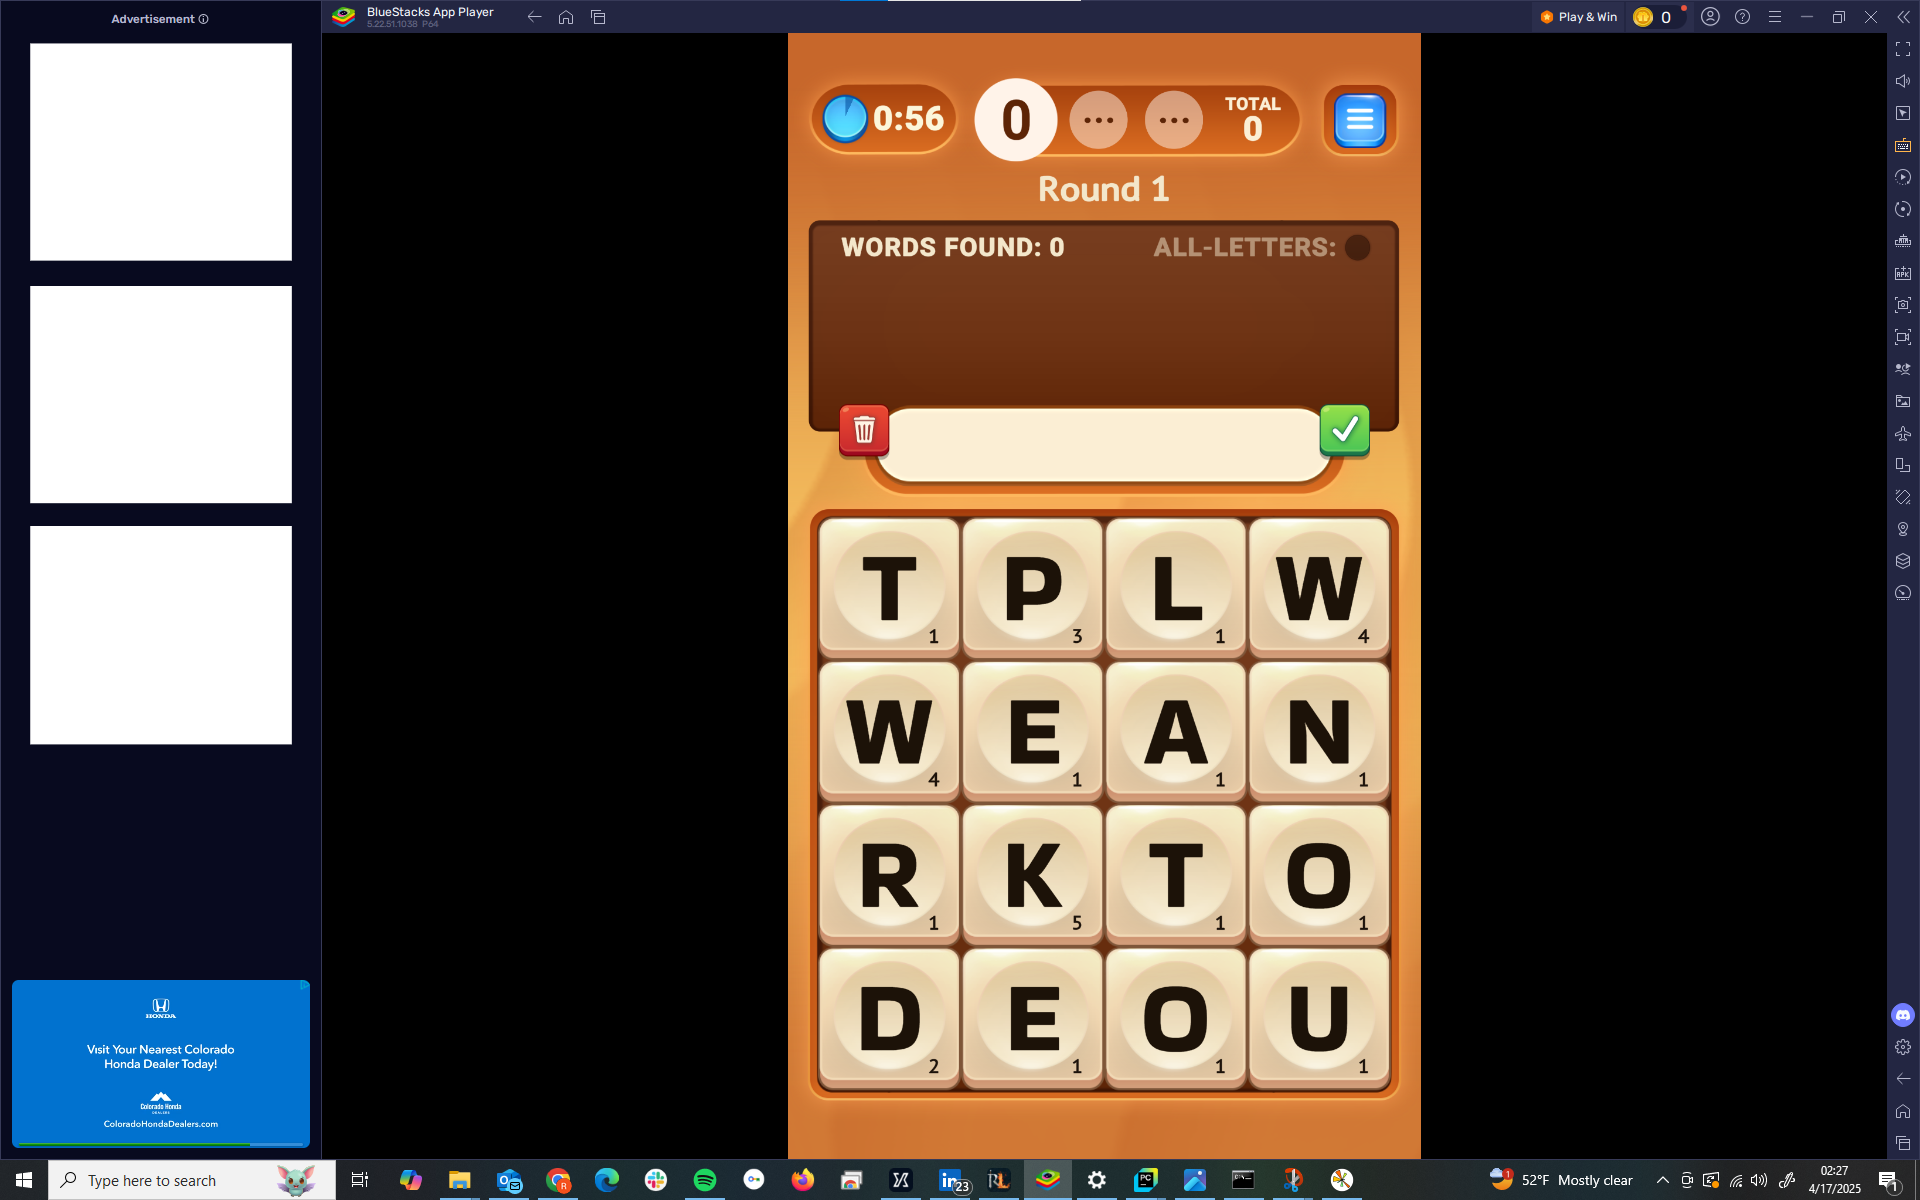 Advertisement
BlueStacks App Player
5.22.51.1038 P64
Play & Win
0
0:56
0
...
...
TOTAL
0
Round 1
WORDS FOUND: 0
ALL-LETTERS:
T 1
P 3
L 1
W 4
W 4
E 1
A 1
N 1
R 1
K 5
T 1
O 1
D 2
E 1
O 1
U 1
HONDA
Visit Your Nearest Colorado
Honda Dealer Today!
Colorado Honda
DEALERS
ColoradoHondaDealers.com
Type here to search
23
1
52°F Mostly clear
02:27
4/17/2025
1